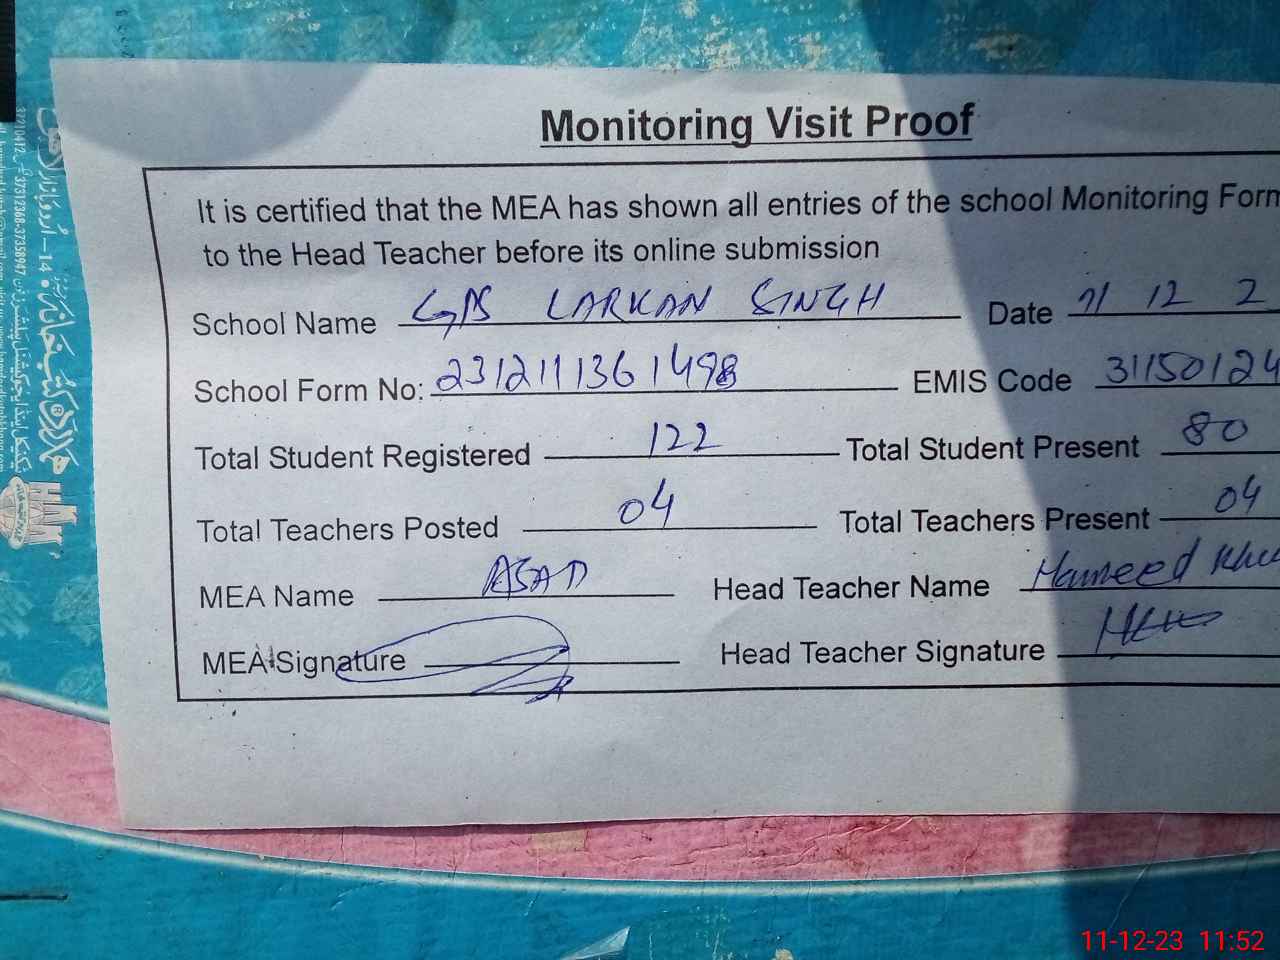 Monitoring Visit Proof
It is certified that the MEA has shown all entries of the school Monitoring Form
to the Head Teacher before its online submission
School Name GPS LARKAN SINGH Date 11 12 2
School Form No: 2312111361498 EMIS Code 31150124
Total Student Registered 122 Total Student Present 80
Total Teachers Posted 04 Total Teachers Present 04
MEA Name ASAD Head Teacher Name Hameed
MEA Signature Head Teacher Signature
37210412 37312368-37358947
11-12-23 11:52